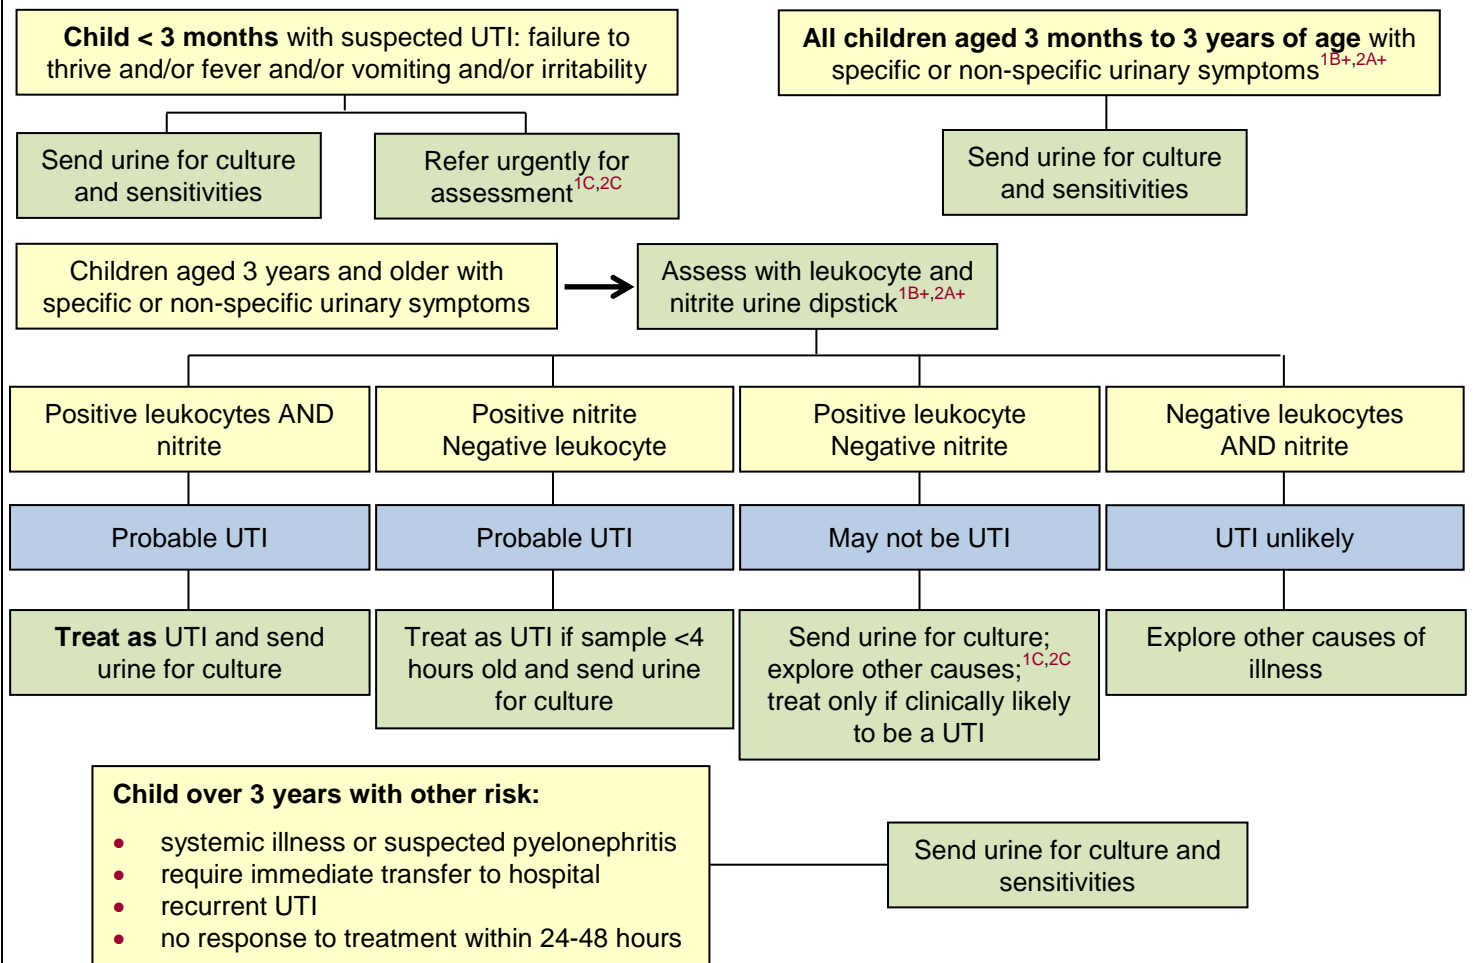 Child < 3 months with suspected UTI: failure to
thrive and/or fever and/or vomiting and/or irritability
All children aged 3 months to 3 years of age with
specific or non-specific urinary symptoms1B+,2A+
Send urine for culture
and sensitivities
Refer urgently for
assessment1C,2C
Send urine for culture
and sensitivities
Children aged 3 years and older with
specific or non-specific urinary symptoms
Assess with leukocyte and
nitrite urine dipstick1B+,2A+
Positive leukocytes AND
nitrite
Positive nitrite
Negative leukocyte
Positive leukocyte
Negative nitrite
Negative leukocytes
AND nitrite
Probable UTI
Probable UTI
May not be UTI
UTI unlikely
Treat as UTI and send
urine for culture
Treat as UTI if sample <4
hours old and send urine
for culture
Send urine for culture;
explore other causes;1C,2C
treat only if clinically likely
to be a UTI
Explore other causes of
illness
Child over 3 years with other risk:
• systemic illness or suspected pyelonephritis
• require immediate transfer to hospital
• recurrent UTI
• no response to treatment within 24-48 hours
Send urine for culture and
sensitivities